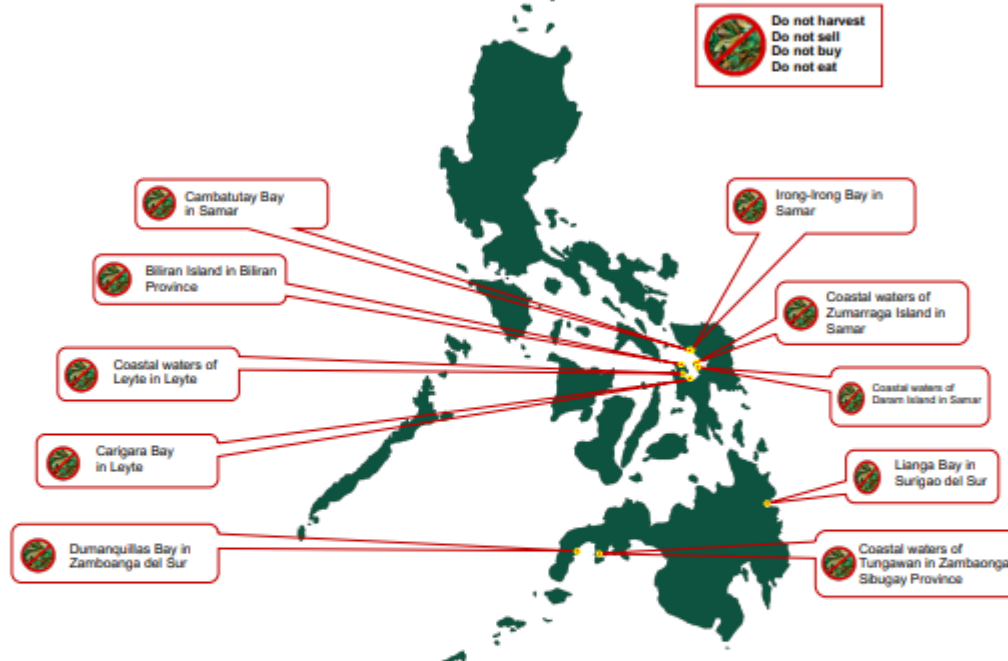 Do not harvest
Do not sell
Do not buy
Do not eat
Cambatutay Bay
in Samar
Irong-Irong Bay in
Samar
Biliran Island in Biliran
Province
Coastal waters of
Zumarraga Island in
Samar
Coastal waters of
Leyte in Leyte
Coastal waters of
Daram Island in Samar
Carigara Bay
in Leyte
Lianga Bay in
Surigao del Sur
Dumanquillas Bay in
Zamboanga del Sur
Coastal waters of
Tungawan in Zambaonga
Sibugay Province